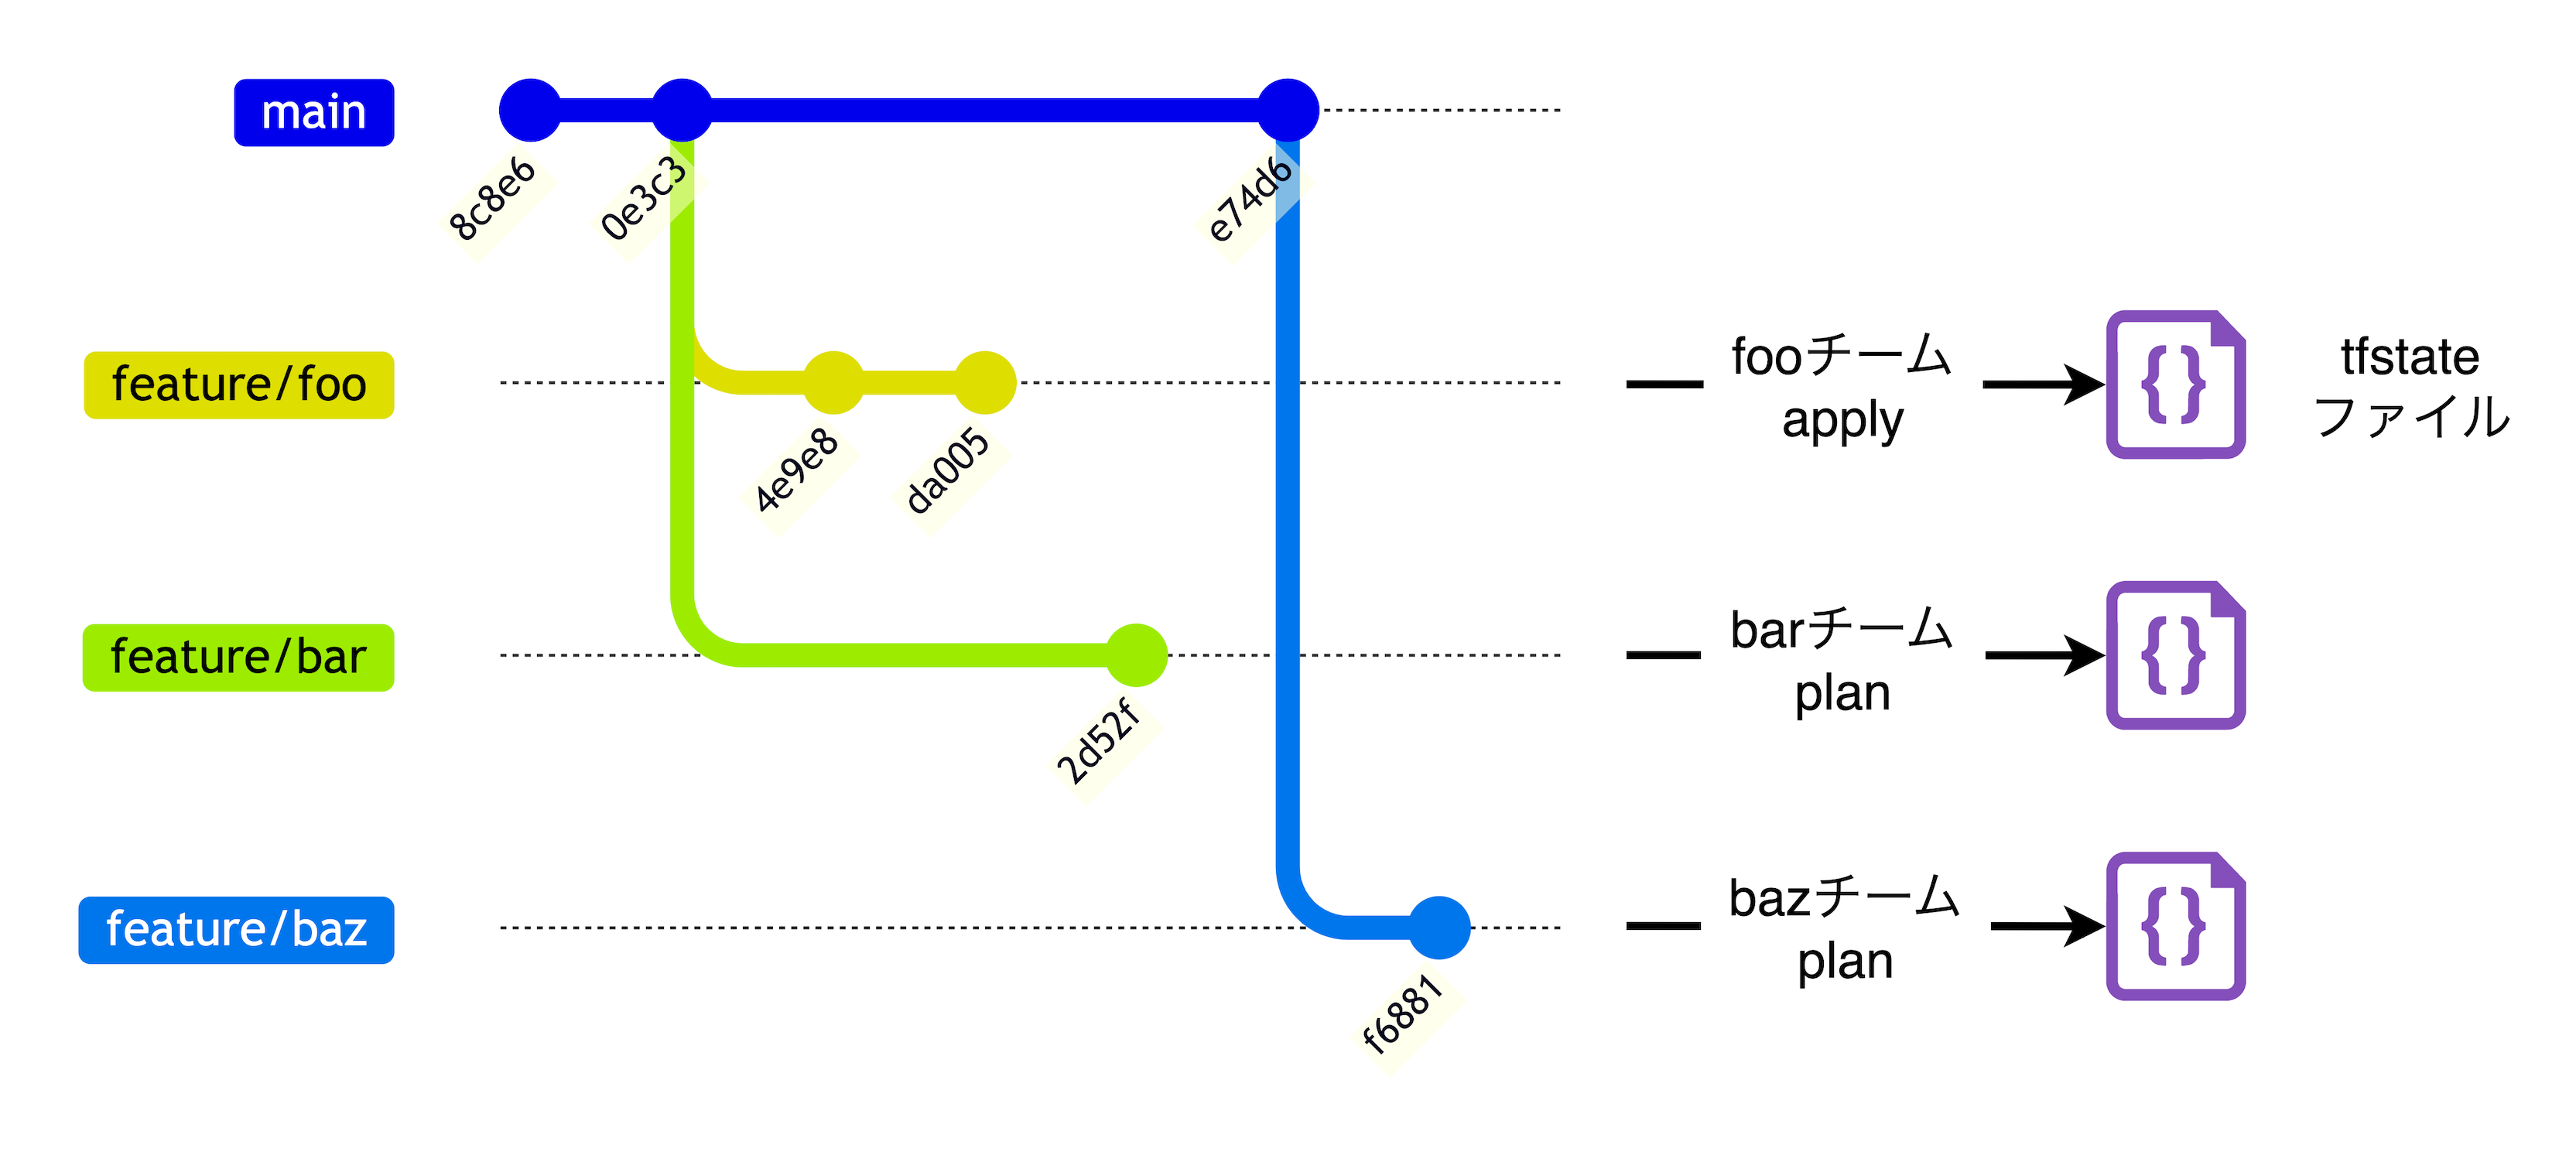 main
8c8e6
0e3c3
e74d6
feature/foo
4e9e8
da005
fooチーム
apply
{}
tfstate
ファイル
feature/bar
2d52f
barチーム
plan
{}
feature/baz
f6881
bazチーム
plan
{}